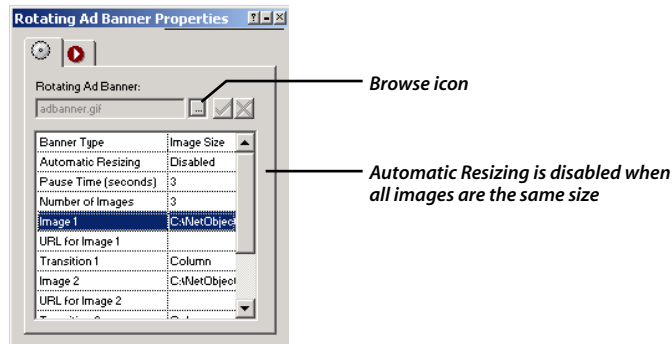 Rotating Ad Banner Properties
Rotating Ad Banner:
adbanner.gif
...
Browse icon
Banner Type Image Size
Automatic Resizing Disabled
Pause Time (seconds) 3
Number of Images 3
Image 1 C:\NetObject
URL for Image 1
Transition 1 Column
Image 2 C:\NetObject
URL for Image 2
Automatic Resizing is disabled when
all images are the same size